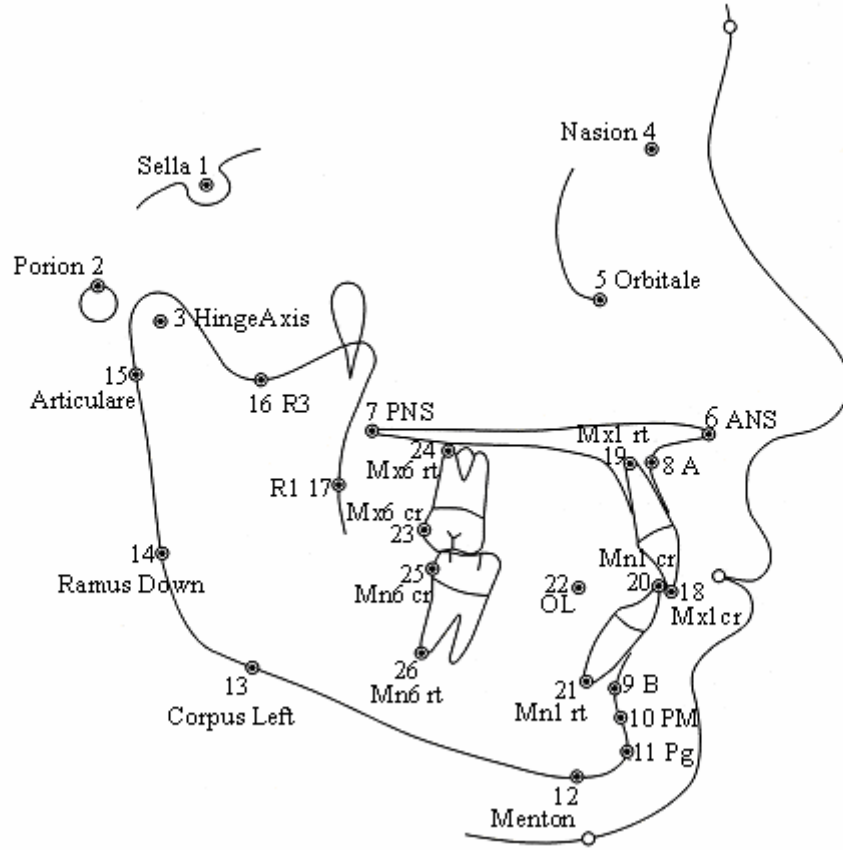 Nasion 4
Sella 1
Porion 2
5 Orbitale
3 HingeAxis
15
Articulare
16 R3
7 PNS
6 ANS
Mx1 rt
24
19
8 A
Mx6 rt
R1 17
Mx6 cr
23
14
Ramus Down
Mn1 cr
25
22
20
18
OL
Mn6 cr
Mx1cr
26
Mn6 rt
13
21
9 B
Mn1 rt
Corpus Left
10 PM
11 Pg
12
Menton